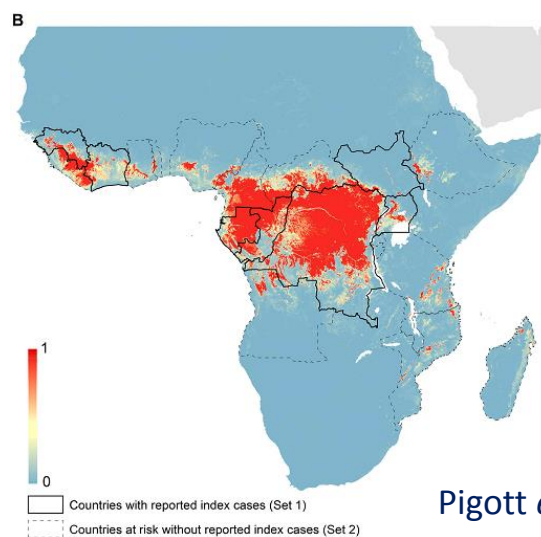 B
1
0
Countries with reported index cases (Set 1)
Countries at risk without reported index cases (Set 2)
Pigott